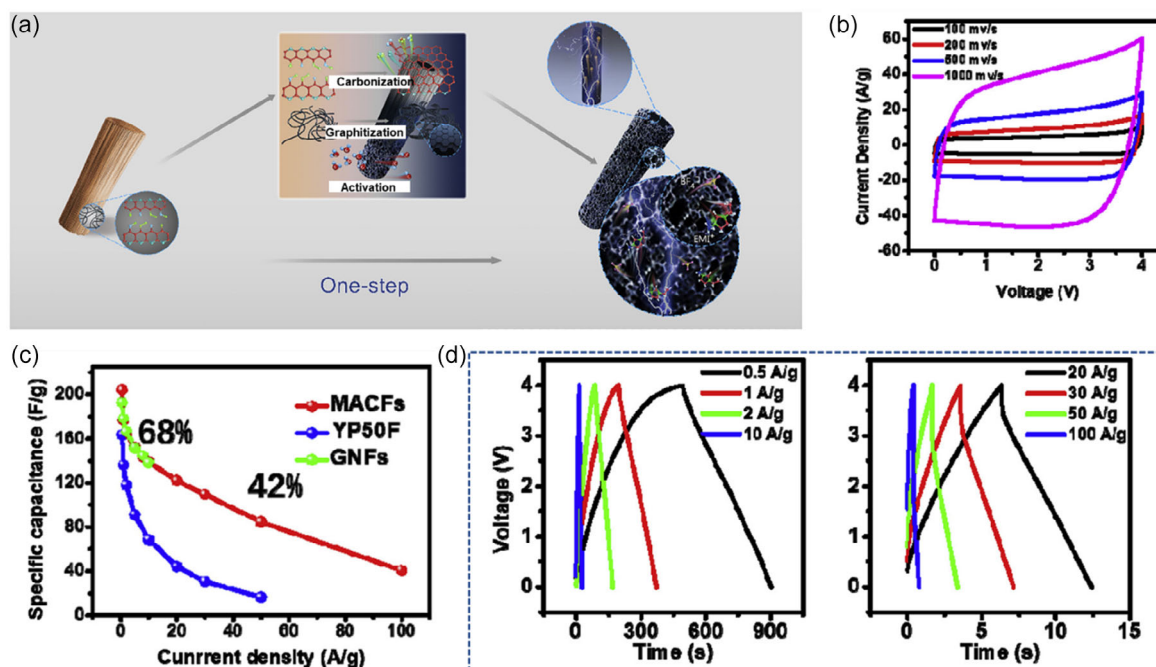 (a)
Carbonization
Graphitization
Activation
BF₄⁻
EMI⁺
One-step
(b)
100 mv/s
200 mv/s
500 mv/s
1000 mv/s
Current Density (A/g)
60
40
20
0
-20
-40
-60
0 1 2 3 4
Voltage (V)
(c)
Specific capacitance (F/g)
200
160
120
80
40
0
68%
42%
MACFs
YP50F
GNFs
0 20 40 60 80 100
Cunrrent density (A/g)
(d)
Voltage (V)
4
3
2
1
0
0.5 A/g
1 A/g
2 A/g
10 A/g
0 300 600 900
Time (s)
4
3
2
1
0
20 A/g
30 A/g
50 A/g
100 A/g
0 5 10 15
Time (s)